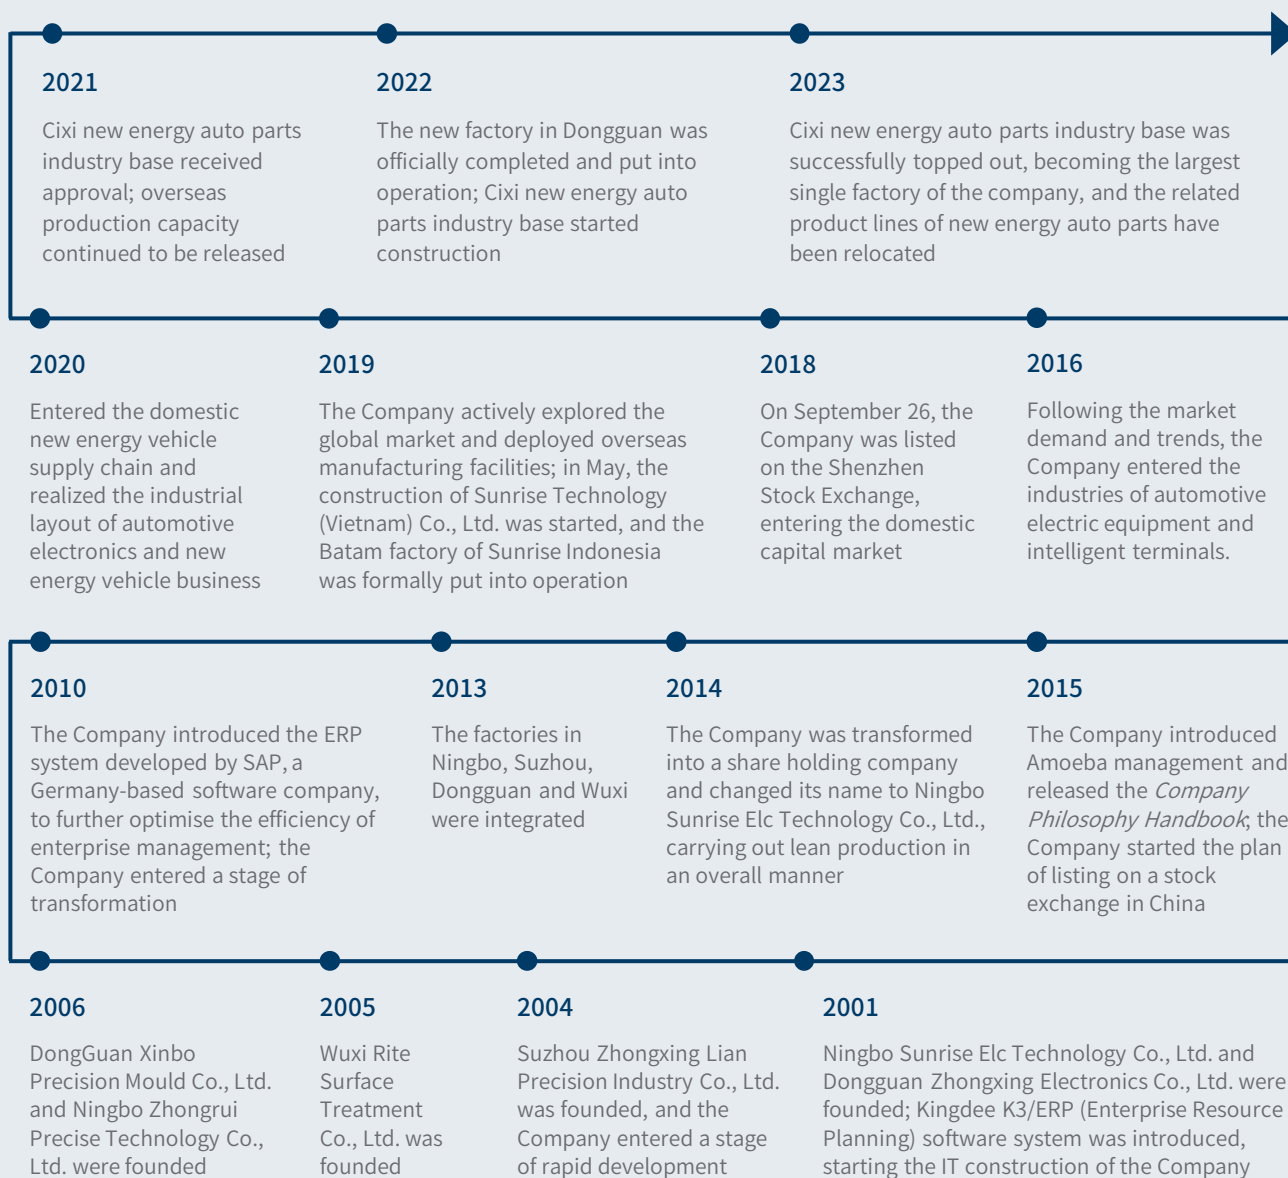 2021
Cixi new energy auto parts
industry base received
approval; overseas
production capacity
continued to be released
2022
The new factory in Dongguan was
officially completed and put into
operation; Cixi new energy auto
parts industry base started
construction
2023
Cixi new energy auto parts industry base was
successfully topped out, becoming the largest
single factory of the company, and the related
product lines of new energy auto parts have
been relocated
2020
Entered the domestic
new energy vehicle
supply chain and
realized the industrial
layout of automotive
electronics and new
energy vehicle business
2019
The Company actively explored the
global market and deployed overseas
manufacturing facilities; in May, the
construction of Sunrise Technology
(Vietnam) Co., Ltd. was started, and the
Batam factory of Sunrise Indonesia
was formally put into operation
2018
On September 26, the
Company was listed
on the Shenzhen
Stock Exchange,
entering the domestic
capital market
2016
Following the market
demand and trends, the
Company entered the
industries of automotive
electric equipment and
intelligent terminals.
2010
The Company introduced the ERP
system developed by SAP, a
Germany-based software company,
to further optimise the efficiency of
enterprise management; the
Company entered a stage of
transformation
2013
The factories in
Ningbo, Suzhou,
Dongguan and Wuxi
were integrated
2014
The Company was transformed
into a share holding company
and changed its name to Ningbo
Sunrise Elc Technology Co., Ltd.,
carrying out lean production in
an overall manner
2015
The Company introduced
Amoeba management and
released the Company
Philosophy Handbook; the
Company started the plan
of listing on a stock
exchange in China
2006
DongGuan Xinbo
Precision Mould Co., Ltd.
and Ningbo Zhongrui
Precise Technology Co.,
Ltd. were founded
2005
Wuxi Rite
Surface
Treatment
Co., Ltd. was
founded
2004
Suzhou Zhongxing Lian
Precision Industry Co., Ltd.
was founded, and the
Company entered a stage
of rapid development
2001
Ningbo Sunrise Elc Technology Co., Ltd. and
Dongguan Zhongxing Electronics Co., Ltd. were
founded; Kingdee K3/ERP (Enterprise Resource
Planning) software system was introduced,
starting the IT construction of the Company